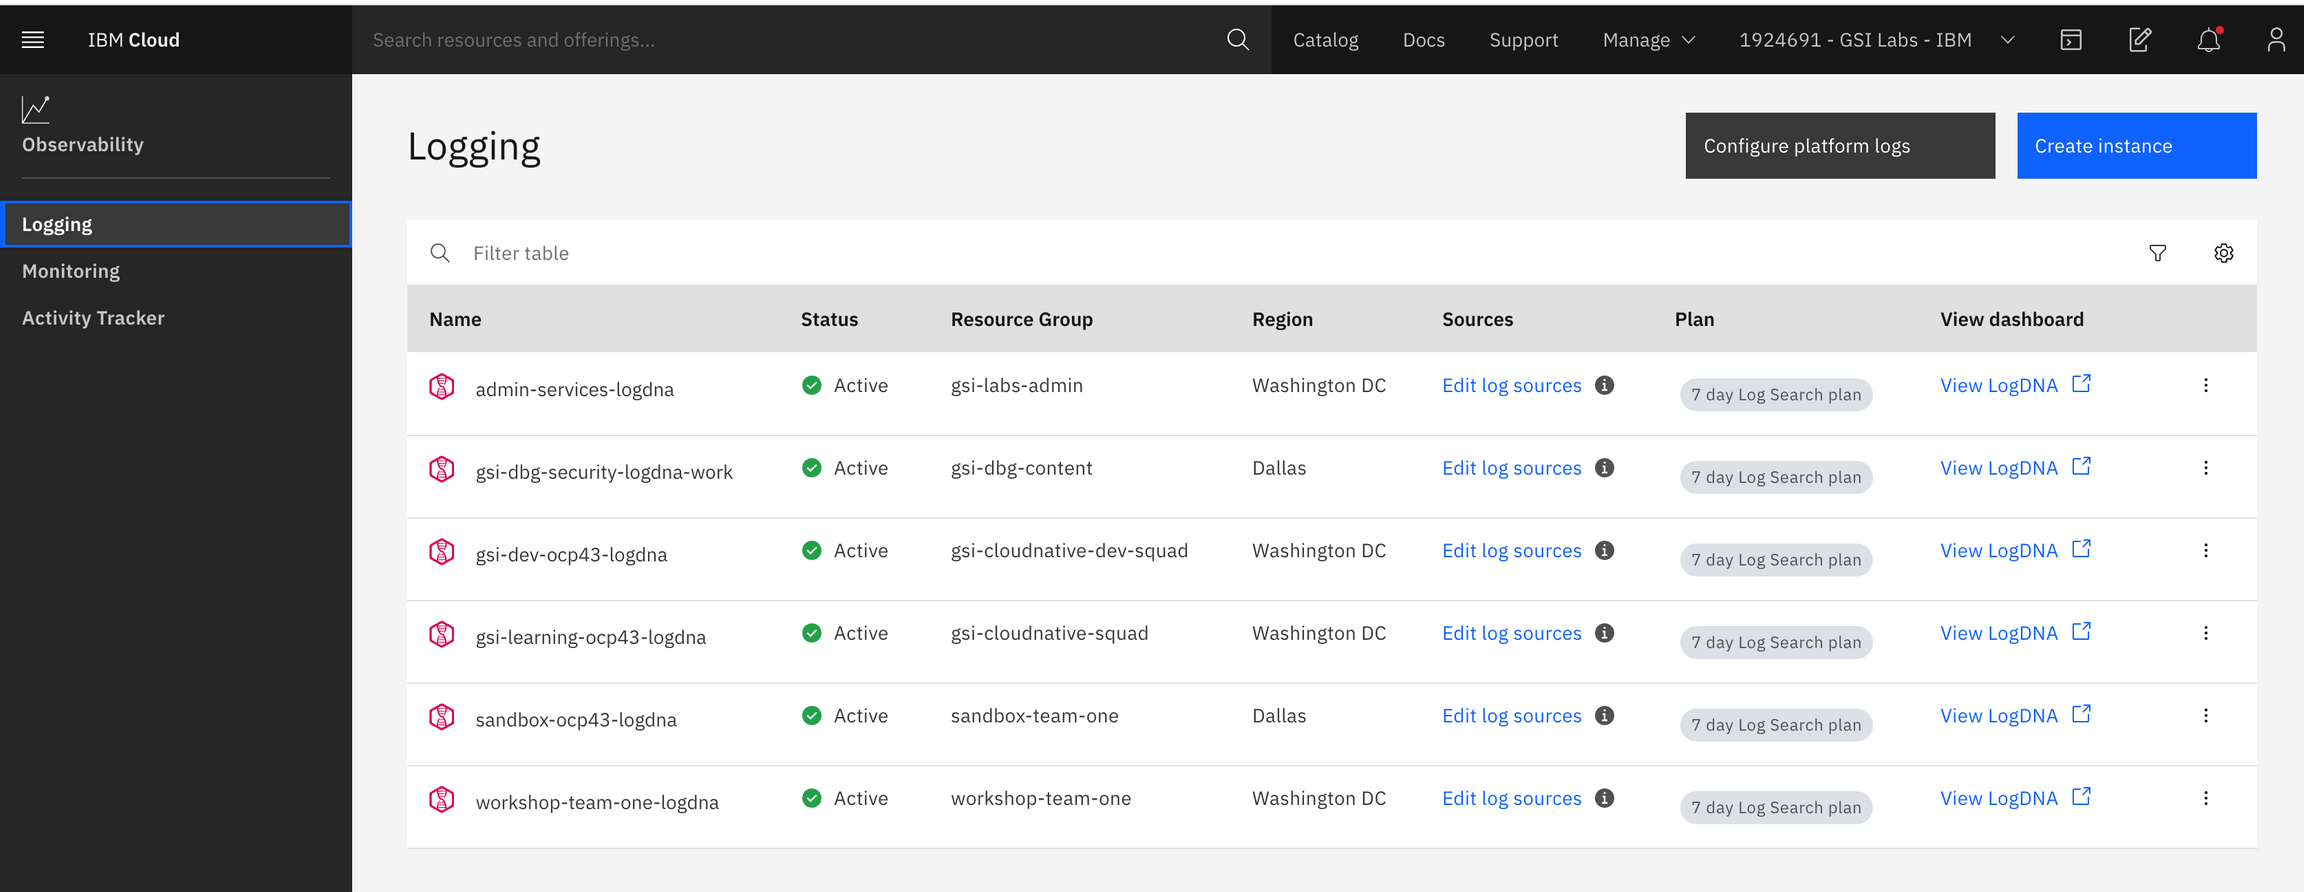 IBM Cloud
Search resources and offerings...
Catalog
Docs
Support
Manage
1924691 - GSI Labs - IBM
Observability
Logging
Monitoring
Activity Tracker
Logging
Configure platform logs
Create instance
Filter table
Name Status Resource Group Region Sources Plan View dashboard
admin-services-logdna Active gsi-labs-admin Washington DC Edit log sources 7 day Log Search plan View LogDNA
gsi-dbg-security-logdna-work Active gsi-dbg-content Dallas Edit log sources 7 day Log Search plan View LogDNA
gsi-dev-ocp43-logdna Active gsi-cloudnative-dev-squad Washington DC Edit log sources 7 day Log Search plan View LogDNA
gsi-learning-ocp43-logdna Active gsi-cloudnative-squad Washington DC Edit log sources 7 day Log Search plan View LogDNA
sandbox-ocp43-logdna Active sandbox-team-one Dallas Edit log sources 7 day Log Search plan View LogDNA
workshop-team-one-logdna Active workshop-team-one Washington DC Edit log sources 7 day Log Search plan View LogDNA